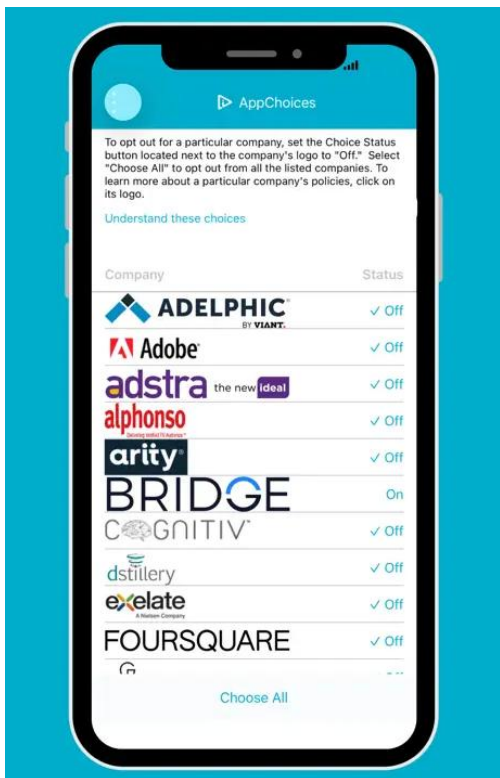 AppChoices
To opt out for a particular company, set the Choice Status
button located next to the company's logo to "Off." Select
"Choose All" to opt out from all the listed companies. To
learn more about a particular company's policies, click on
its logo.
Understand these choices
Company Status
ADELPHIC
BY VIANT. ✓ Off
Adobe ✓ Off
adstra the new ideal ✓ Off
alphonso ✓ Off
arity ✓ Off
BRIDGE On
COGNITIV ✓ Off
dstillery ✓ Off
exelate
A Nielsen Company ✓ Off
FOURSQUARE ✓ Off
G
Choose All